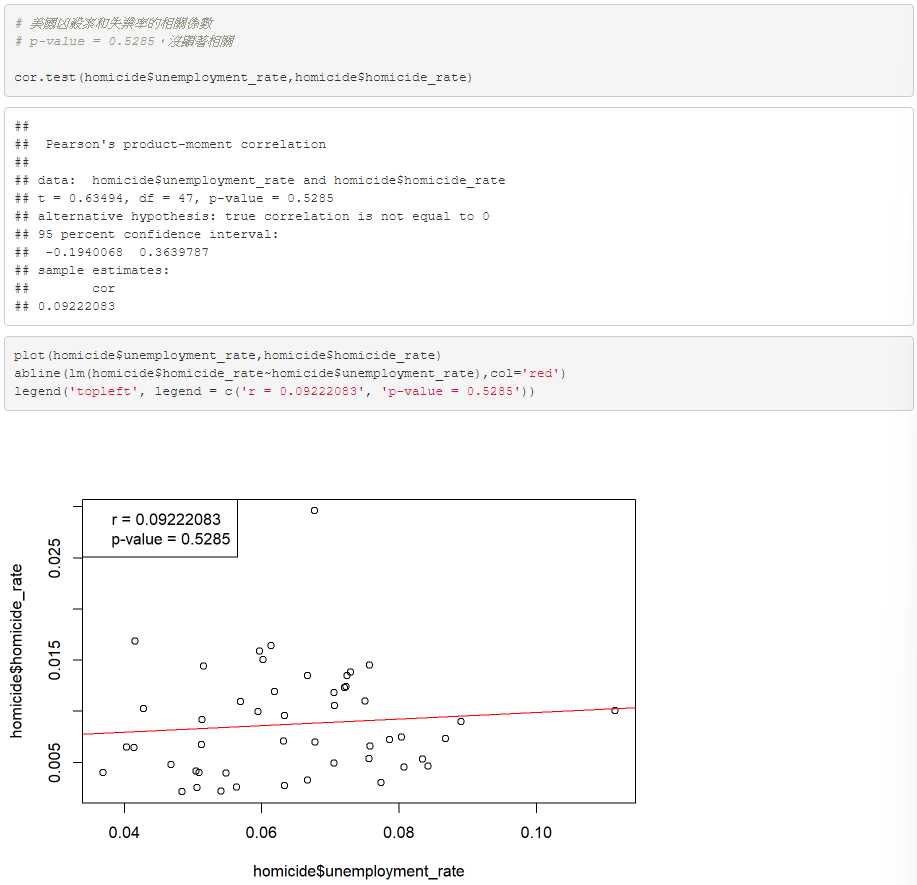 # 美國凶殺案和失業率的相關係數
# p-value = 0.5285，沒顯著相關
cor.test(homicide$unemployment_rate,homicide$homicide_rate)
##
##  Pearson's product-moment correlation
##
## data:  homicide$unemployment_rate and homicide$homicide_rate
## t = 0.63494, df = 47, p-value = 0.5285
## alternative hypothesis: true correlation is not equal to 0
## 95 percent confidence interval:
##  -0.1940068  0.3639787
## sample estimates:
##        cor
## 0.09222083
plot(homicide$unemployment_rate,homicide$homicide_rate)
abline(lm(homicide$homicide_rate~homicide$unemployment_rate),col='red')
legend('topleft', legend = c('r = 0.09222083', 'p-value = 0.5285'))
r = 0.09222083
p-value = 0.5285
homicide$homicide_rate
0.025
0.015
0.005
0.04 0.06 0.08 0.10
homicide$unemployment_rate